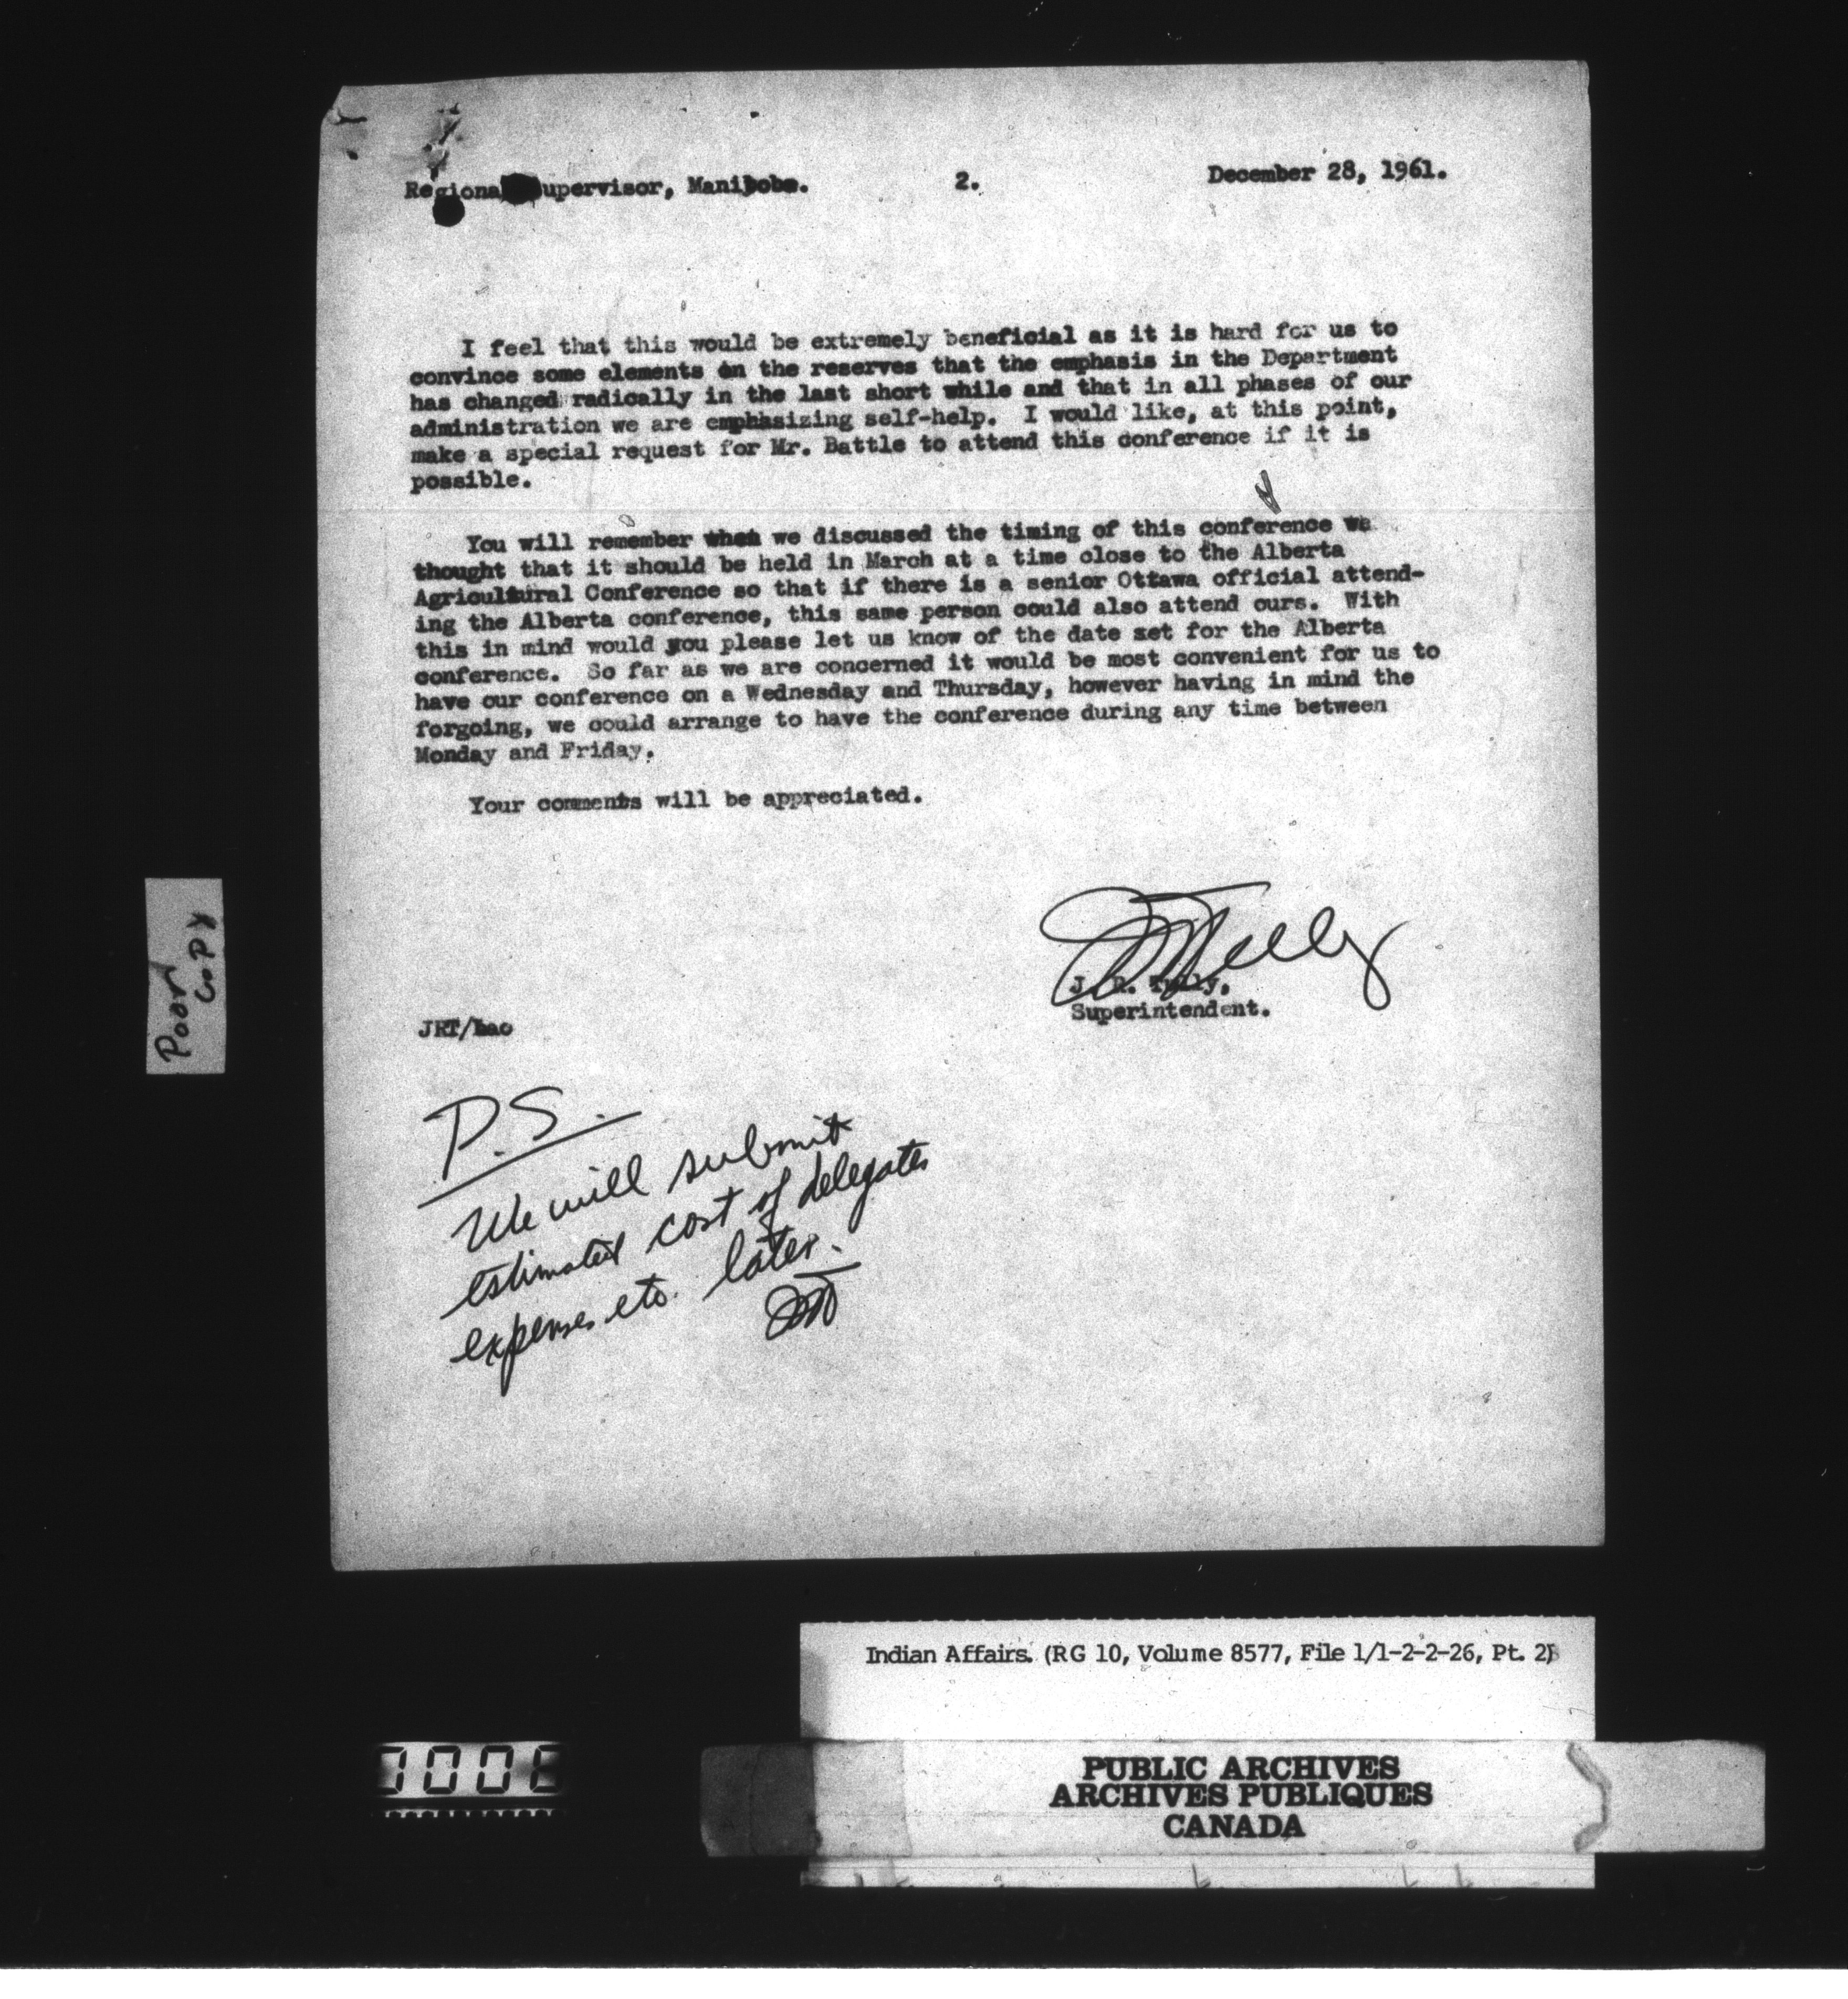 Regional Supervisor, Manitoba. 2. December 28, 1961.
I feel that this would be extremely beneficial as it is hard for us to
convince some elements on the reserves that the emphasis in the Department
has changed radically in the last short while and that in all phases of our
administration we are emphasizing self-help. I would like, at this point,
make a special request for Mr. Battle to attend this conference if it is
possible.
You will remember when we discussed the timing of this conference we
thought that it should be held in March at a time close to the Alberta
Agricultural Conference so that if there is a senior Ottawa official attend-
ing the Alberta conference, this same person could also attend ours. With
this in mind would you please let us know of the date set for the Alberta
conference. So far as we are concerned it would be most convenient for us to
have our conference on a Wednesday and Thursday, however having in mind the
forgoing, we could arrange to have the conference during any time between
Monday and Friday.
Your comments will be appreciated.
J. R. Tully,
Superintendent.
JRT/
P.S.
We will submit
estimated cost of delegates
expenses etc. later.
JRT
Poor
Copy
Indian Affairs. (RG 10, Volume 8577, File 1/1-2-2-26, Pt. 2)
PUBLIC ARCHIVES
ARCHIVES PUBLIQUES
CANADA